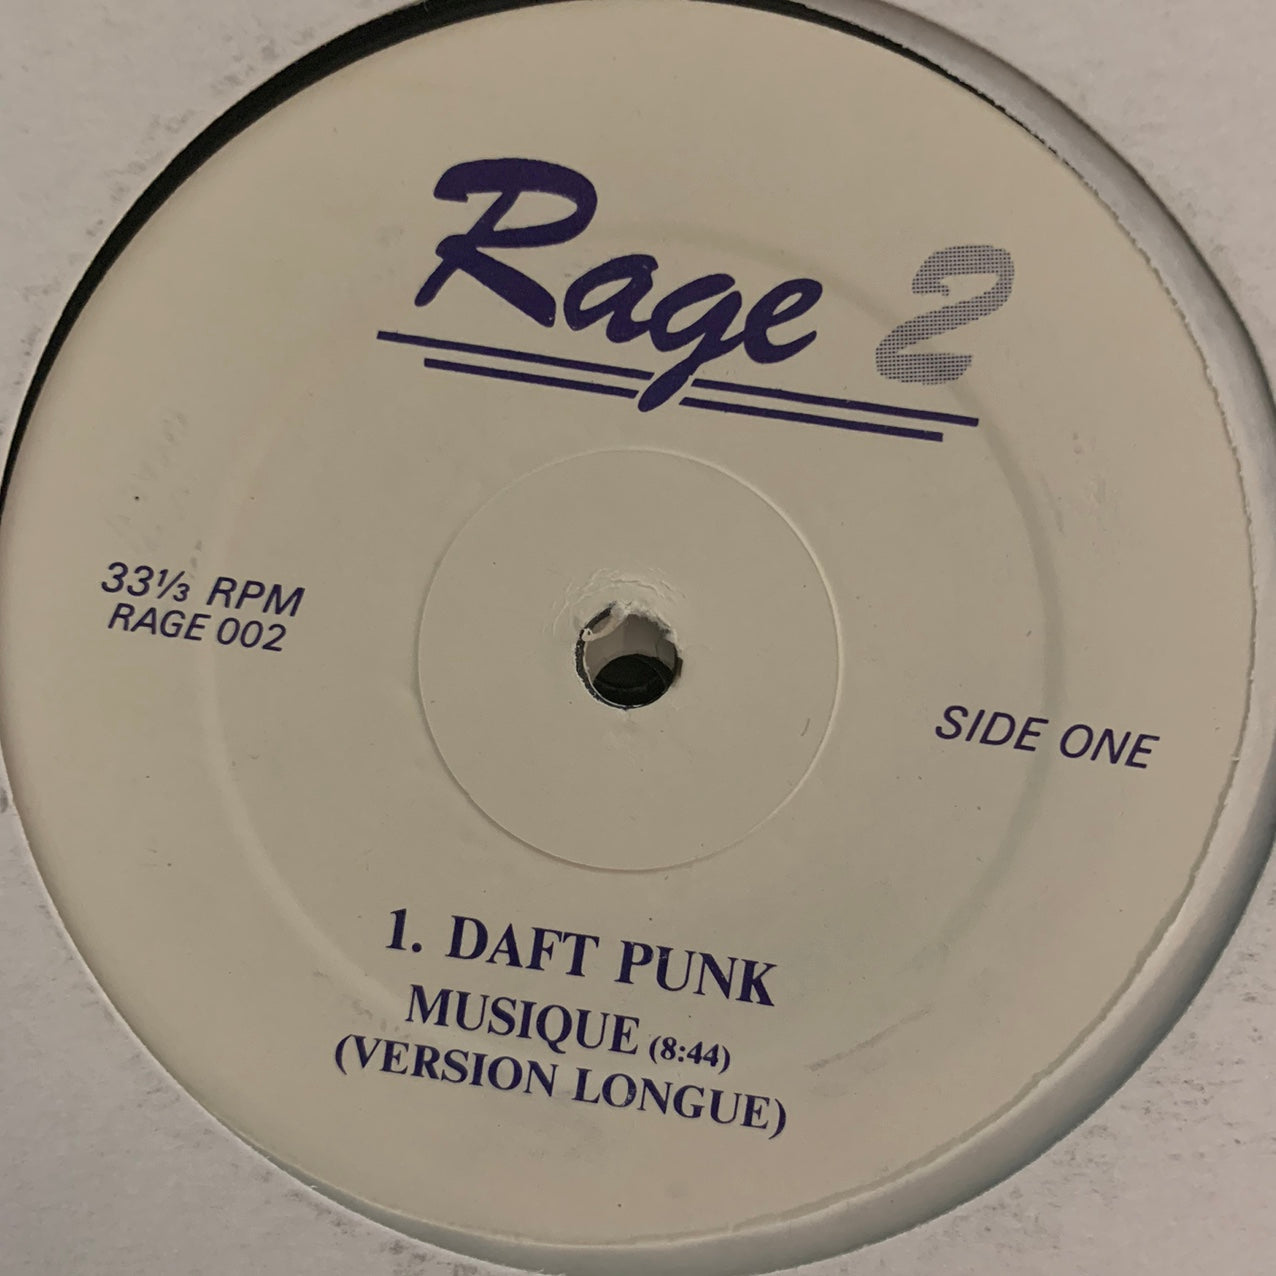 Rage 2
33⅓ RPM
RAGE 002
SIDE ONE
1. DAFT PUNK
MUSIQUE (8:44)
(VERSION LONGUE)